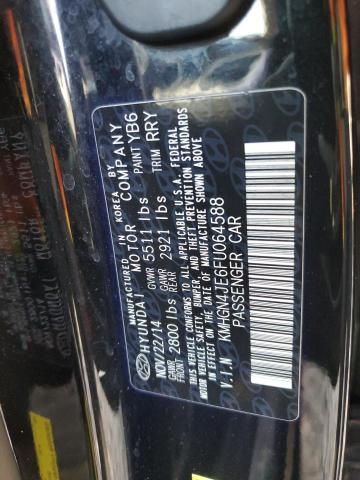 MANUFACTURED IN KOREA BY
HYUNDAI MOTOR COMPANY
NOV/22/14 GVWR 5511 lbs PAINT YB6
GAWR FRONT 2800 lbs GAWR REAR 2921 lbs TRIM RRY
THIS VEHICLE CONFORMS TO ALL APPLICABLE U.S.A. FEDERAL
MOTOR VEHICLE SAFETY, BUMPER, AND THEFT PREVENTION STANDARDS
IN EFFECT ON THE DATE OF MANUFACTURE SHOWN ABOVE
V.I.N KMHGN4JE6FU064588
PASSENGER CAR